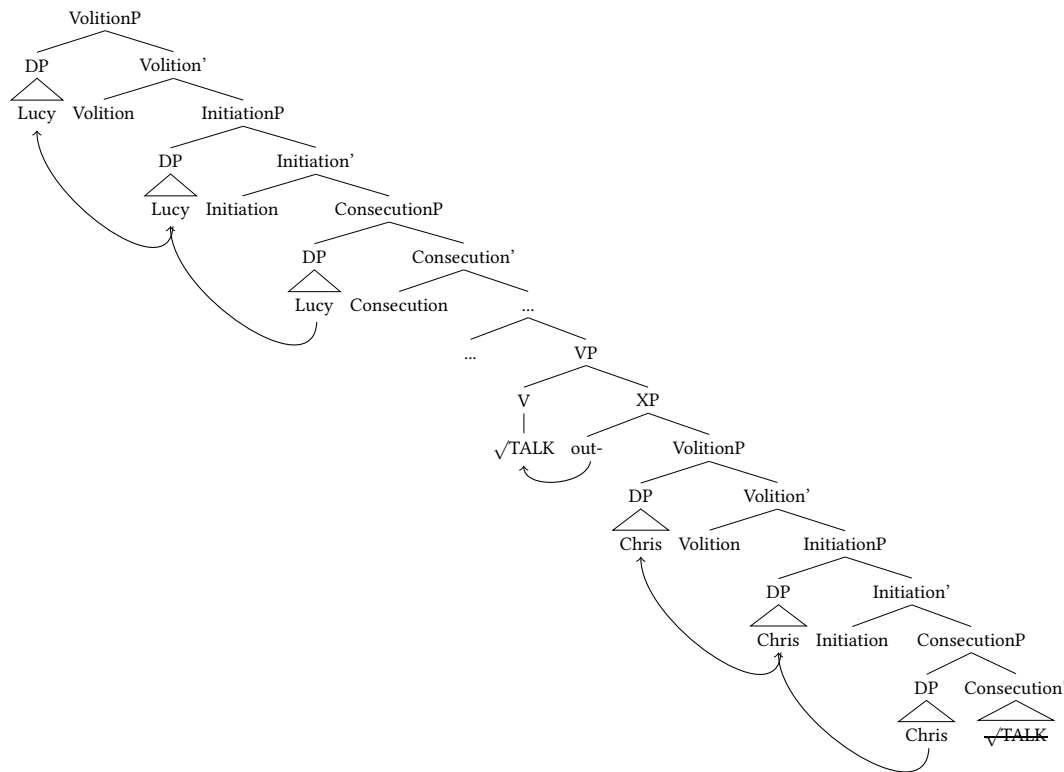 VolitionP
DP Volition’
Lucy Volition InitiationP
DP Initiation’
Lucy Initiation ConsecutionP
DP Consecution’
Lucy Consecution ...
... VP
V XP
√TALK out- VolitionP
DP Volition’
Chris Volition InitiationP
DP Initiation’
Chris Initiation ConsecutionP
DP Consecution’
Chris √TALK